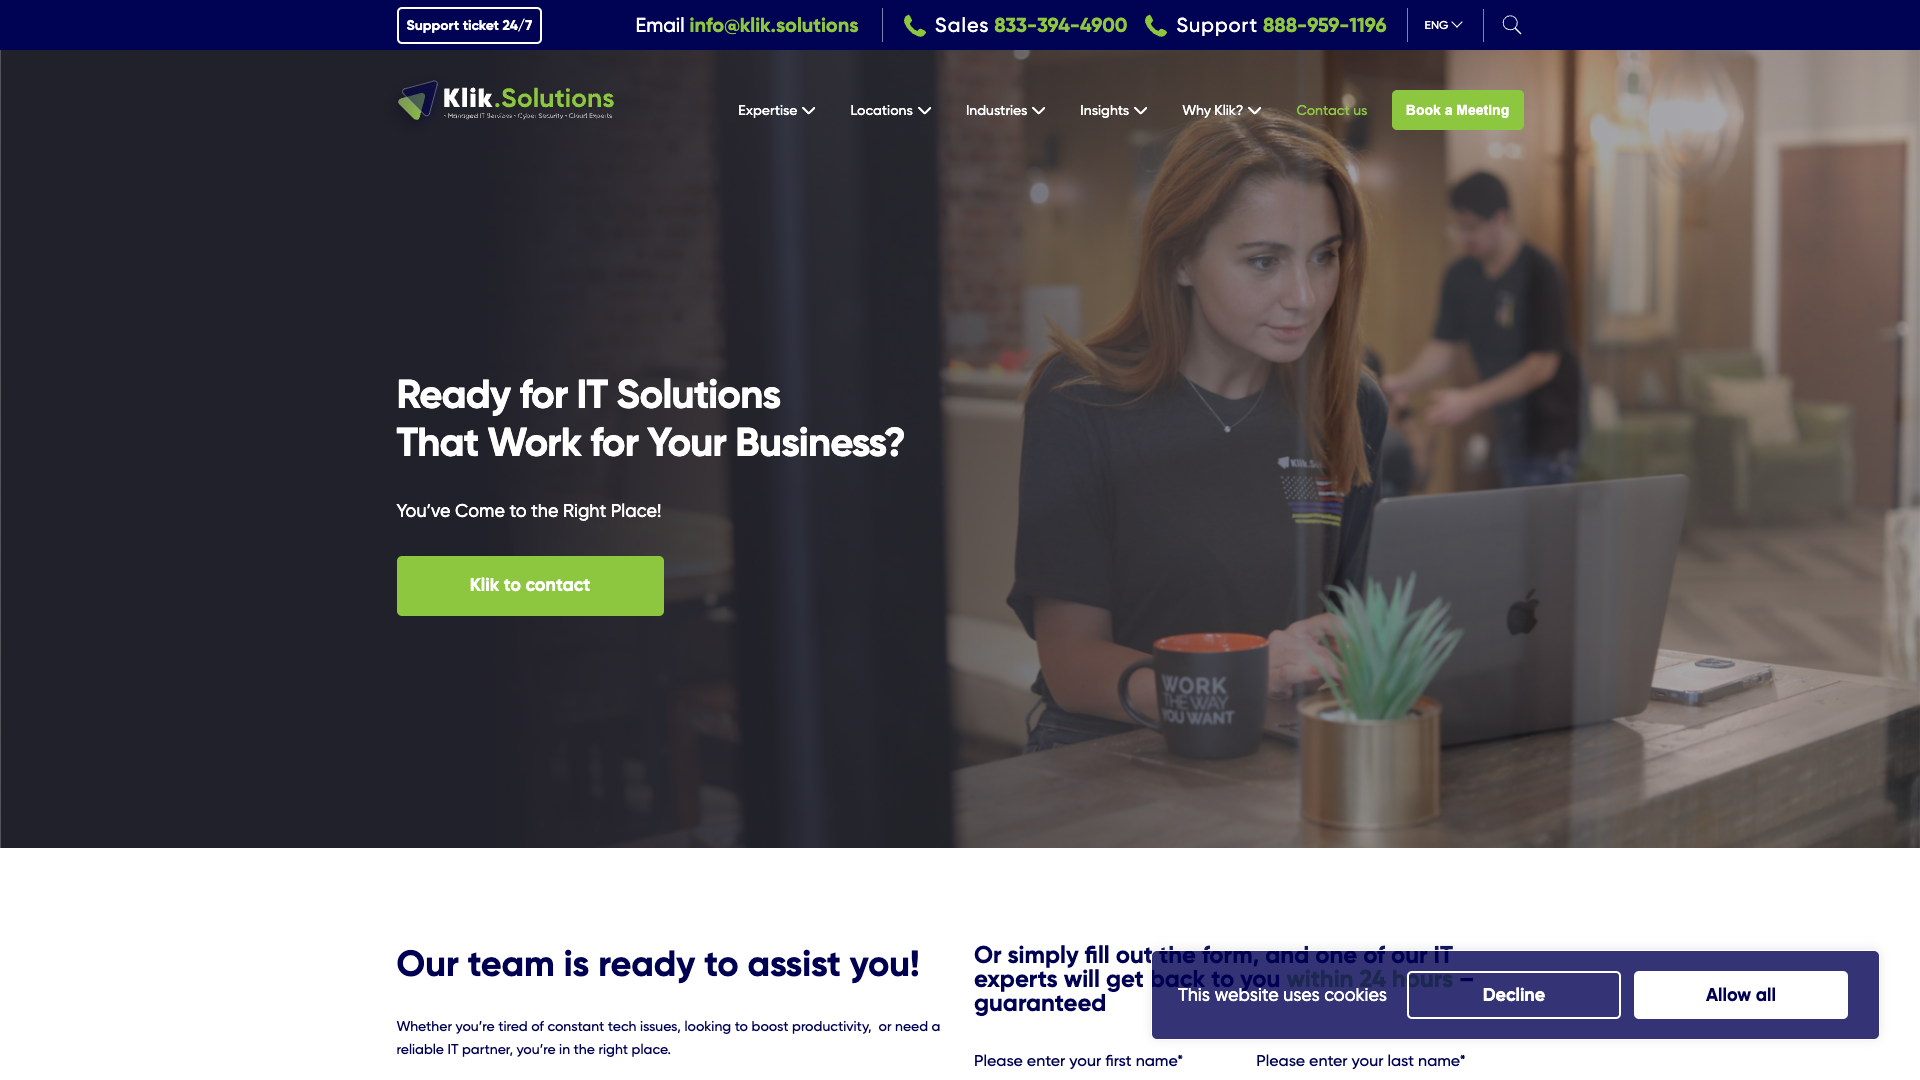 Support ticket 24/7
Email info@klik.solutions
Sales 833-394-4900
Support 888-959-1196
ENG
Klik.Solutions
- Managed IT Services - Cyber Security - Cloud Experts
Expertise
Locations
Industries
Insights
Why Klik?
Contact us
Book a Meeting
Ready for IT Solutions
That Work for Your Business?
You’ve Come to the Right Place!
Klik to contact
WORK
THE WAY
YOU WANT
Our team is ready to assist you!
Whether you’re tired of constant tech issues, looking to boost productivity,  or need a
reliable IT partner, you’re in the right place.
Or simply fill out the form, and one of our IT
experts will get back to you within 24 hours –
guaranteed
Please enter your first name*
Please enter your last name*
This website uses cookies
Decline
Allow all